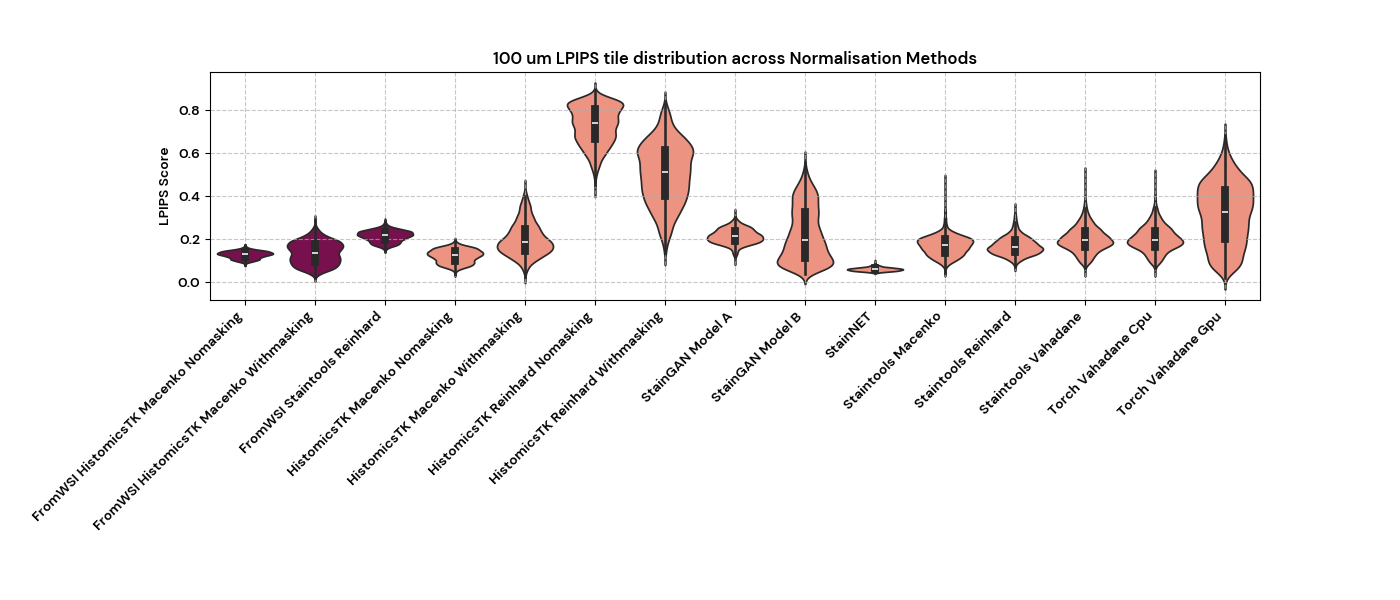 100 um LPIPS tile distribution across Normalisation Methods
LPIPS Score
0.8
0.6
0.4
0.2
0.0
FromWSI HistomicsTK Macenko Nomasking
FromWSI HistomicsTK Macenko Withmasking
FromWSI Staintools Reinhard
HistomicsTK Macenko Nomasking
HistomicsTK Macenko Withmasking
HistomicsTK Reinhard Nomasking
HistomicsTK Reinhard Withmasking
StainGAN Model A
StainGAN Model B
StainNET
Staintools Macenko
Staintools Reinhard
Staintools Vahadane
Torch Vahadane Cpu
Torch Vahadane Gpu